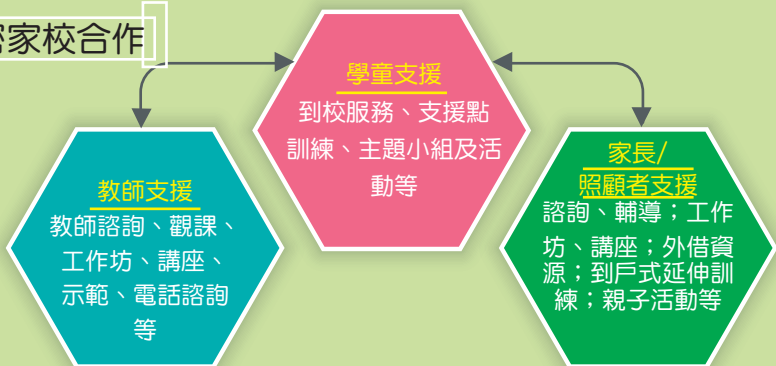 家校合作
學童支援
到校服務、支援點
訓練、主題小組及活
動等
教師支援
教師諮詢、觀課、
工作坊、講座、
示範、電話諮詢
等
家長/
照顧者支援
諮詢、輔導；工作
坊、講座；外借資
源；到戶式延伸訓
練；親子活動等